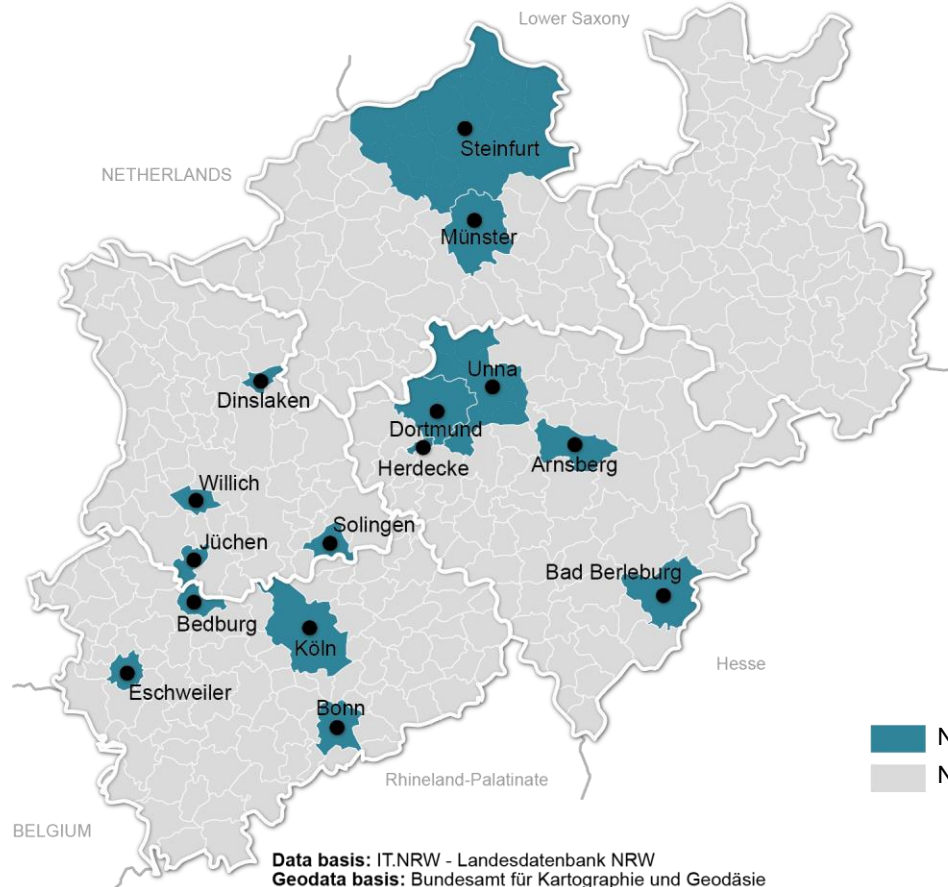 Lower Saxony
Steinfurt
NETHERLANDS
Münster
Unna
Dinslaken
Dortmund
Herdecke
Arnsberg
Willich
Solingen
Jüchen
Bad Berleburg
Bedburg
Köln
Hesse
Eschweiler
Bonn
N
N
Rhineland-Palatinate
BELGIUM
Data basis: IT.NRW - Landesdatenbank NRW
Geodata basis: Bundesamt für Kartographie und Geodäsie